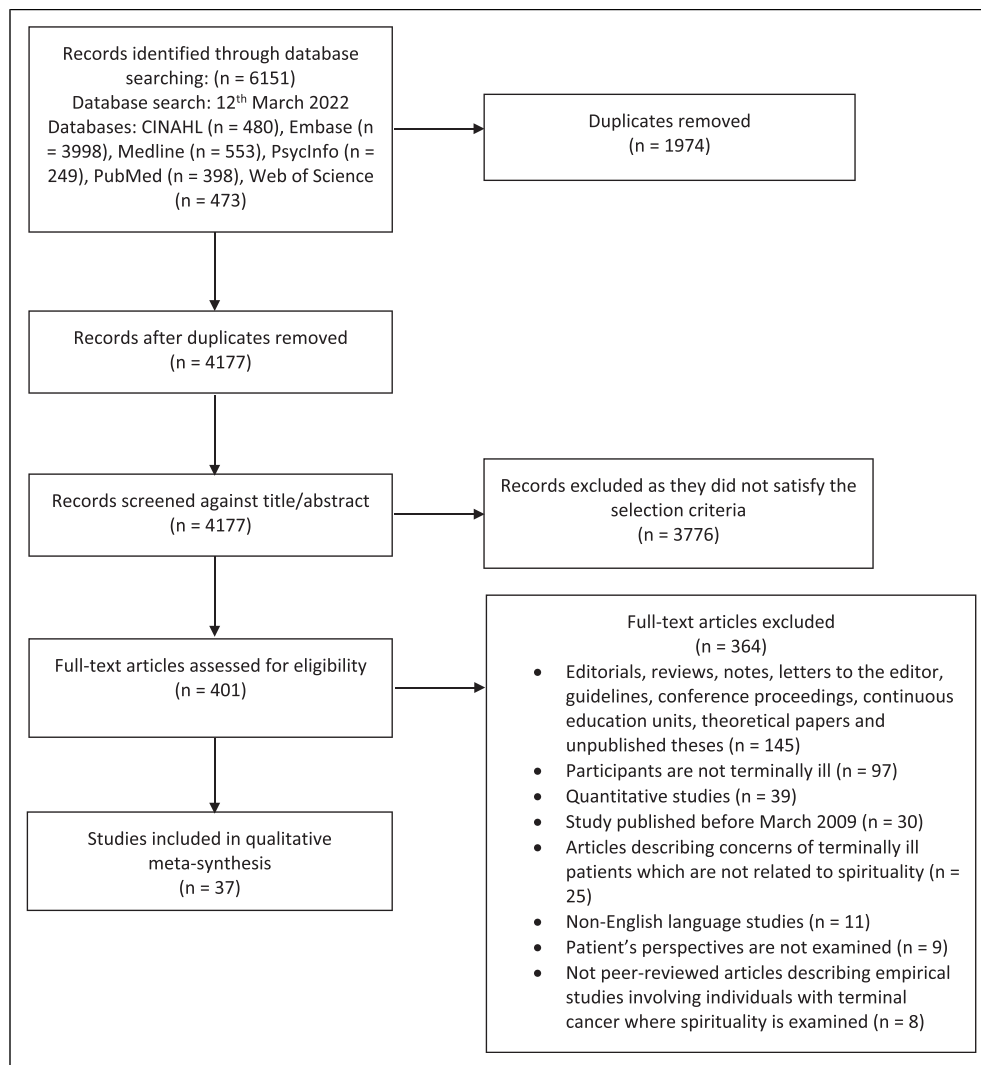 Records identified through database
searching: (n = 6151)
Database search: 12th March 2022
Databases: CINAHL (n = 480), Embase (n
= 3998), Medline (n = 553), PsycInfo (n =
249), PubMed (n = 398), Web of Science
(n = 473)
Duplicates removed
(n = 1974)
Records after duplicates removed
(n = 4177)
Records screened against title/abstract
(n = 4177)
Records excluded as they did not satisfy the
selection criteria
(n = 3776)
Full-text articles assessed for eligibility
(n = 401)
Full-text articles excluded
(n = 364)
• Editorials, reviews, notes, letters to the editor,
guidelines, conference proceedings, continuous
education units, theoretical papers and
unpublished theses (n = 145)
• Participants are not terminally ill (n = 97)
• Quantitative studies (n = 39)
• Study published before March 2009 (n = 30)
• Articles describing concerns of terminally ill
patients which are not related to spirituality (n =
25)
• Non-English language studies (n = 11)
• Patient's perspectives are not examined (n = 9)
• Not peer-reviewed articles describing empirical
studies involving individuals with terminal
cancer where spirituality is examined (n = 8)
Studies included in qualitative
meta-synthesis
(n = 37)